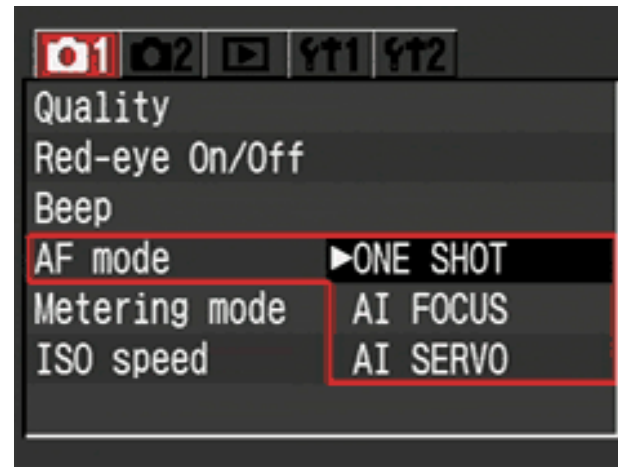 1 2 1 2
Quality
Red-eye On/Off
Beep
AF mode ►ONE SHOT
Metering mode AI FOCUS
ISO speed AI SERVO